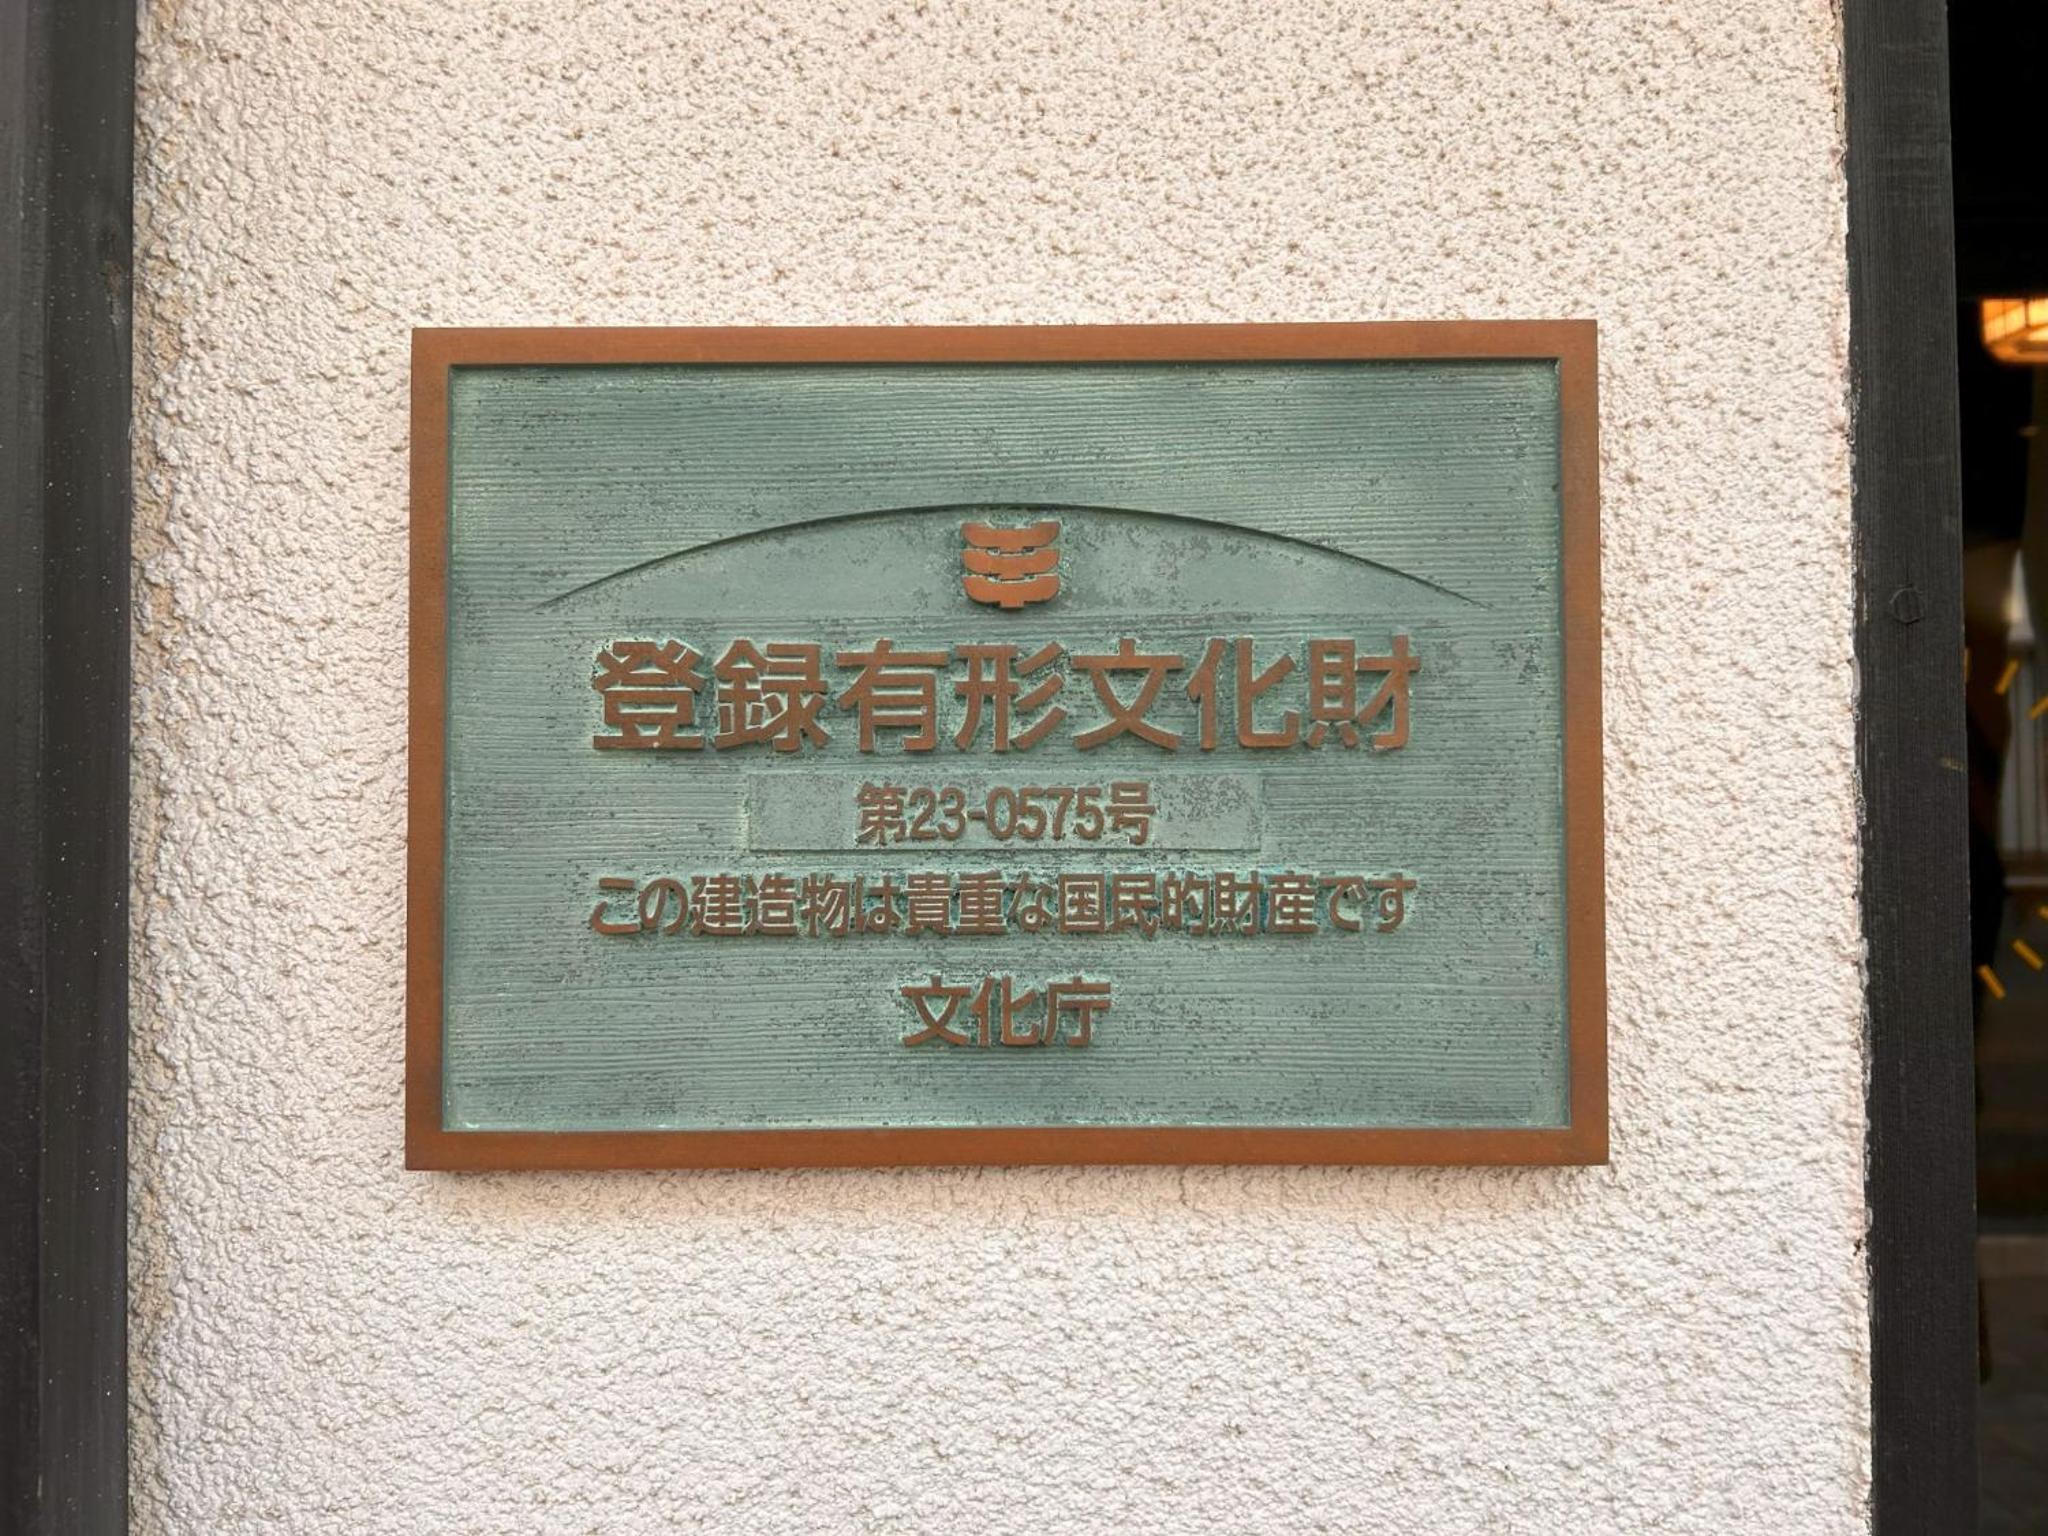 登録有形文化財
第23-0575号
この建造物は貴重な国民的財産です
文化庁